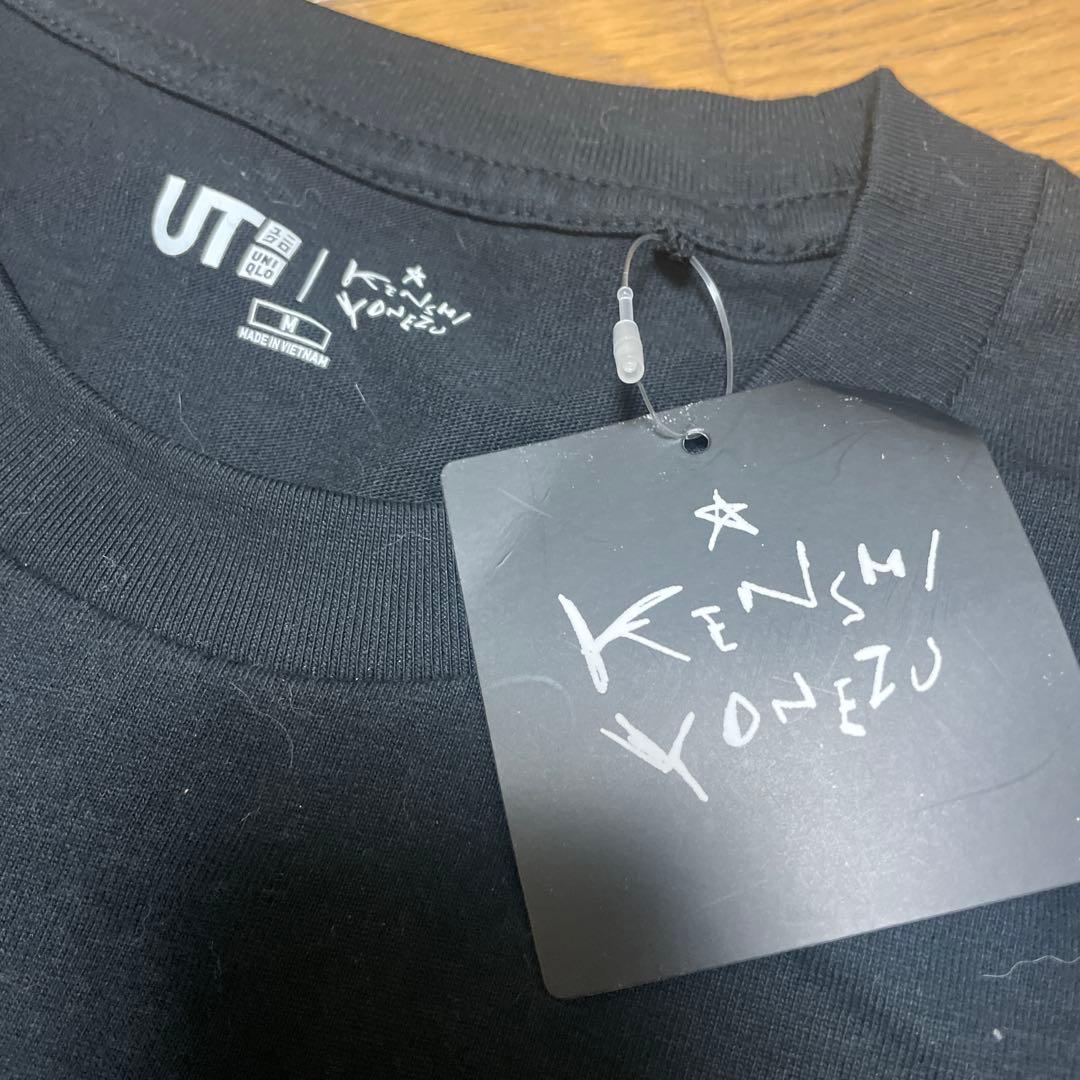 UT
ユニ
クロ
UNI
QLO
KENSHI
YONEZU
M
MADE IN VIETNAM
KENSHI
YONEZU